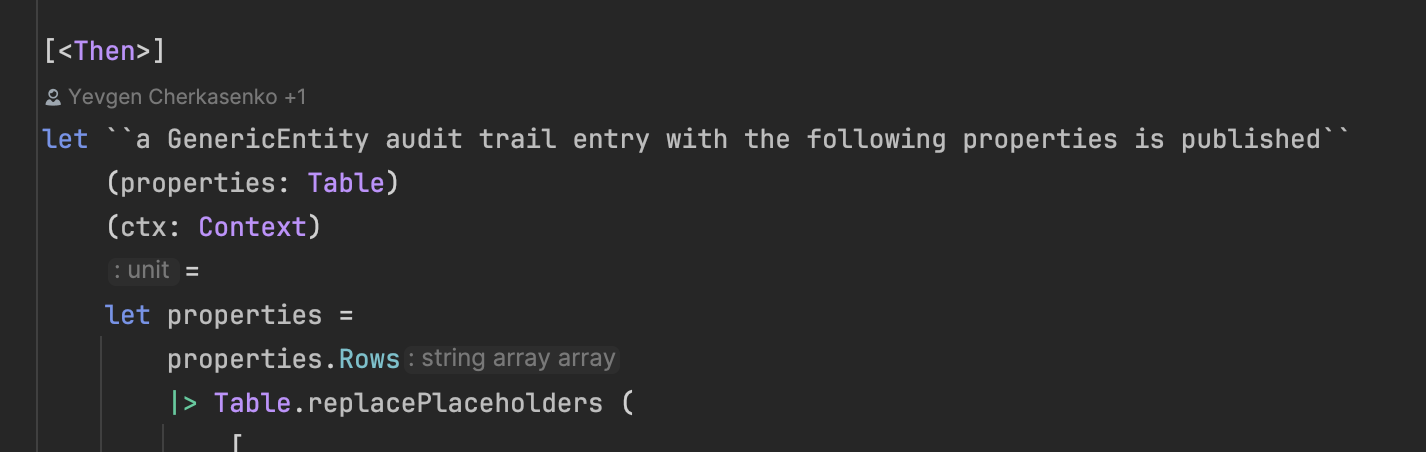 [<Then>]
Yevgen Cherkasenko +1
let ``a GenericEntity audit trail entry with the following properties is published``
(properties: Table)
(ctx: Context)
: unit =
let properties =
properties.Rows : string array array
|> Table.replacePlaceholders (
[